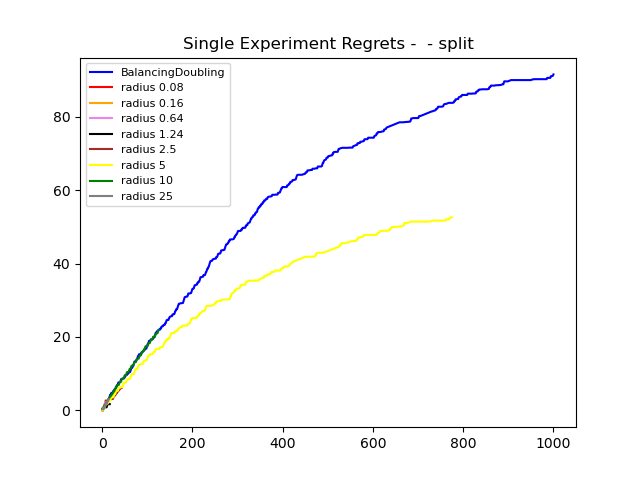 Single Experiment Regrets -  - split
BalancingDoubling
radius 0.08
radius 0.16
radius 0.64
radius 1.24
radius 2.5
radius 5
radius 10
radius 25
80
60
40
20
0
0 200 400 600 800 1000